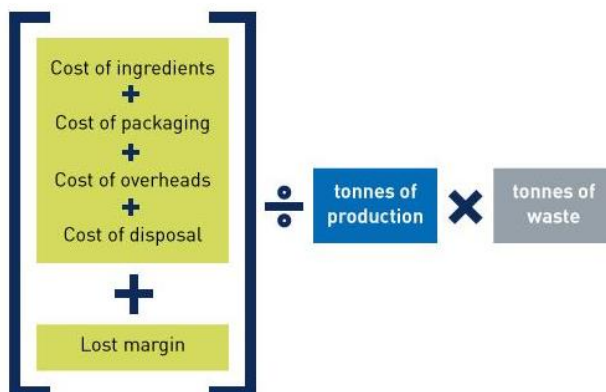 Cost of ingredients
+
Cost of packaging
+
Cost of overheads
+
Cost of disposal
+
Lost margin
÷
tonnes of
production
×
tonnes of
waste